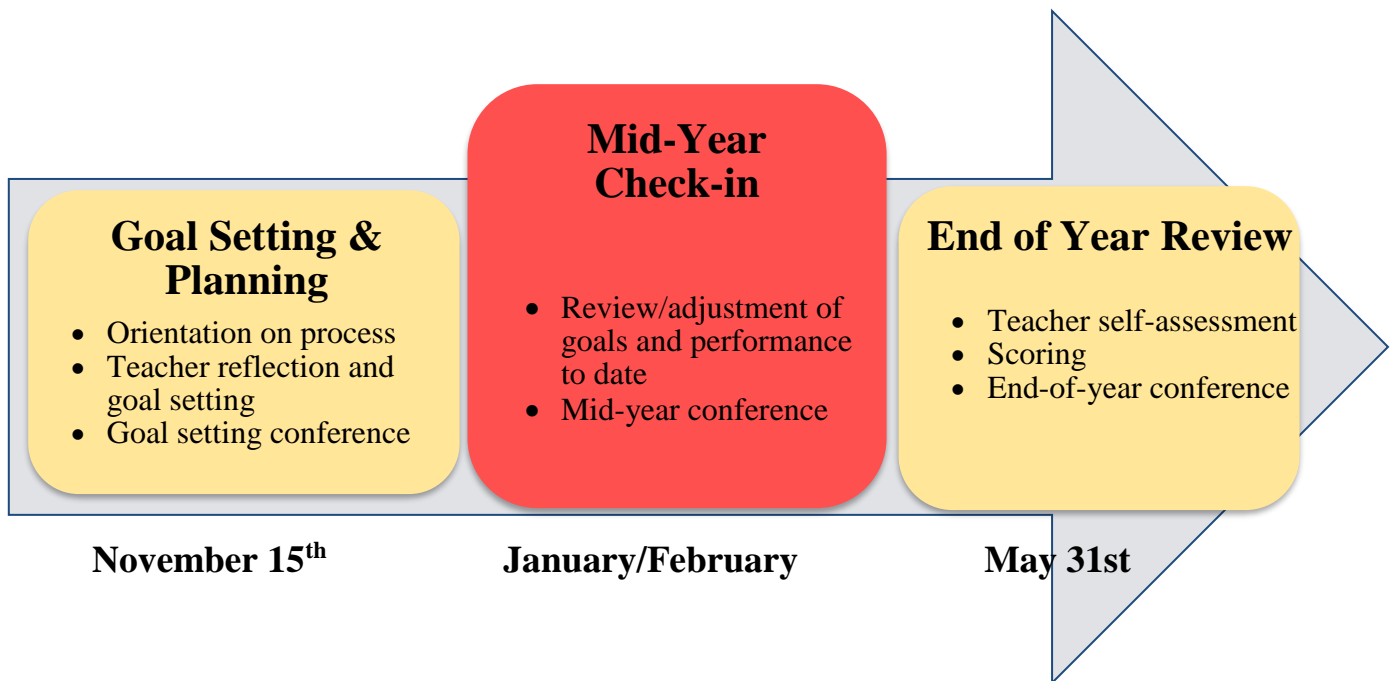 Goal Setting &
Planning
• Orientation on process
• Teacher reflection and
goal setting
• Goal setting conference
Mid-Year
Check-in
• Review/adjustment of
goals and performance
to date
• Mid-year conference
End of Year Review
• Teacher self-assessment
• Scoring
• End-of-year conference
November 15th
January/February
May 31st